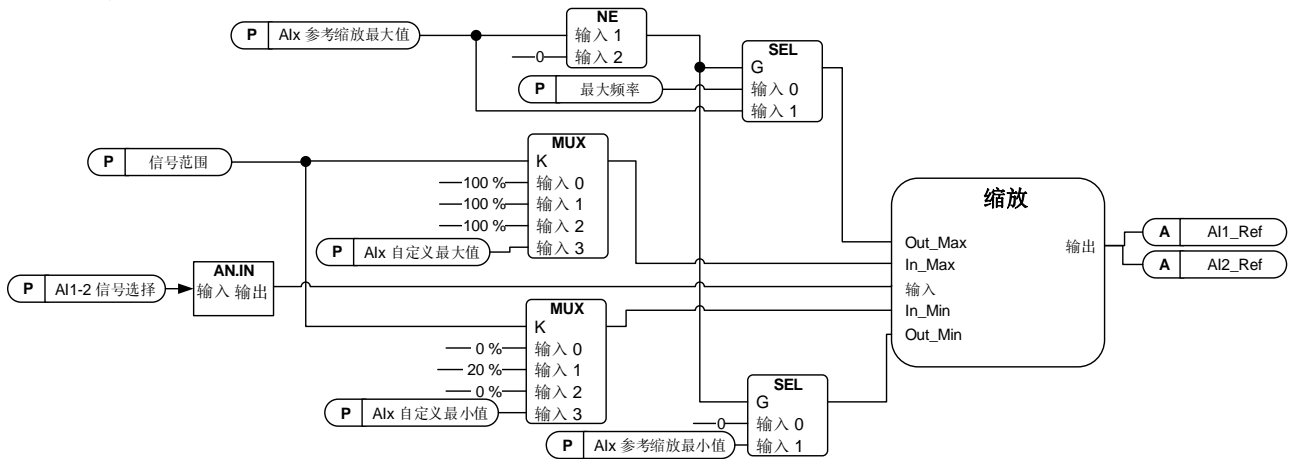 NE
P AIx 参考缩放最大值
输入 1
0 输入 2
SEL
G
P 最大频率
输入 0
输入 1
MUX
P 信号范围
K
100 % 输入 0
100 % 输入 1
100 % 输入 2
P AIx 自定义最大值
输入 3
缩放
Out_Max
In_Max
输入
In_Min
Out_Min
输出
A AI1_Ref
A AI2_Ref
AN.IN
P AI1-2 信号选择
输入 输出
MUX
K
0 % 输入 0
20 % 输入 1
0 % 输入 2
P AIx 自定义最小值
输入 3
SEL
G
0 输入 0
P AIx 参考缩放最小值
输入 1